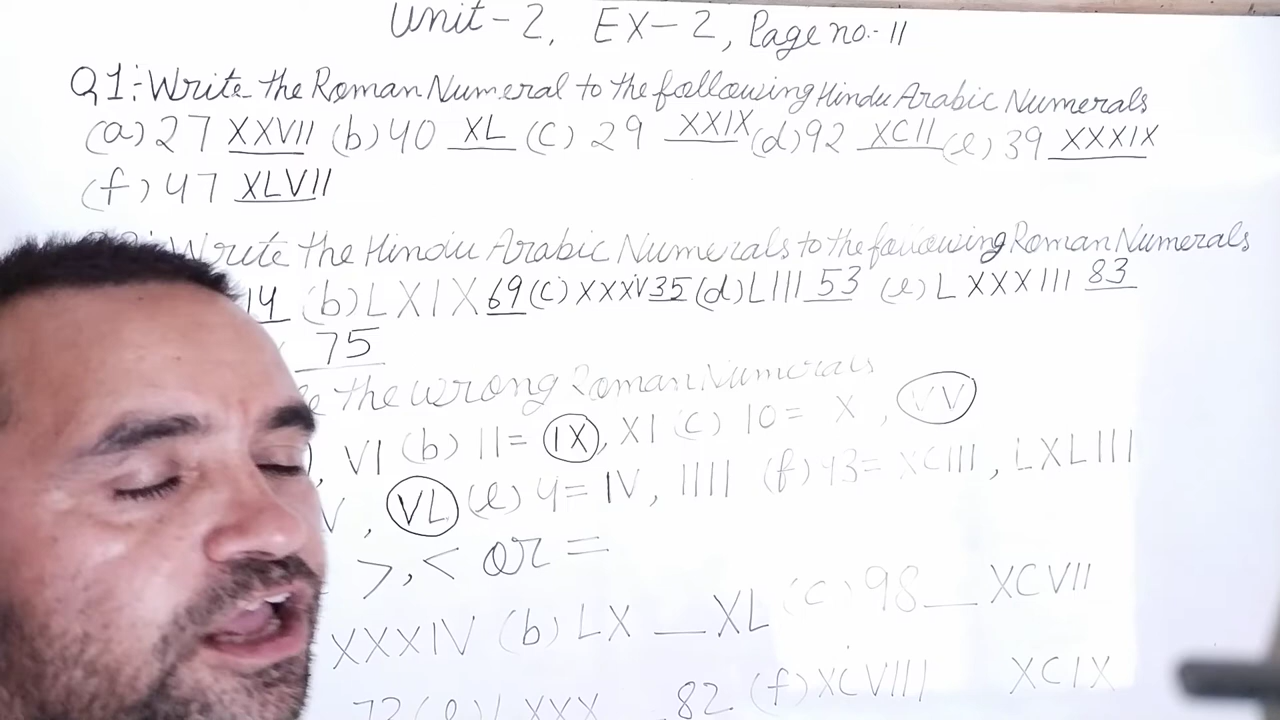 Unit-2, EX-2, Page no:- 11
Q1:- Write the Roman Numeral to the following Hindu Arabic Numerals
(a) 27 XXVII (b) 40 XL (C) 29 XXIX (d) 92 XCII (e) 39 XXXIX
(f) 47 XLVII
Write the Hindu Arabic Numerals to the following Roman Numerals
14 (b) LXIX 69 (c) XXXV 35 (d) LIII 53 (e) LXXXIII 83
75
the wrong Roman Numerals
, VI (b) 11= IX, XI (c) 10= X, VV
V, VL (e) 4= IV, IIII (f) 93= XCIII, LXLIII
>, < or =
XXXIV (b) LX __ XL (c) 98 __ XCVII
72 (e) LXXX 82 (f) XCVIII XCIX